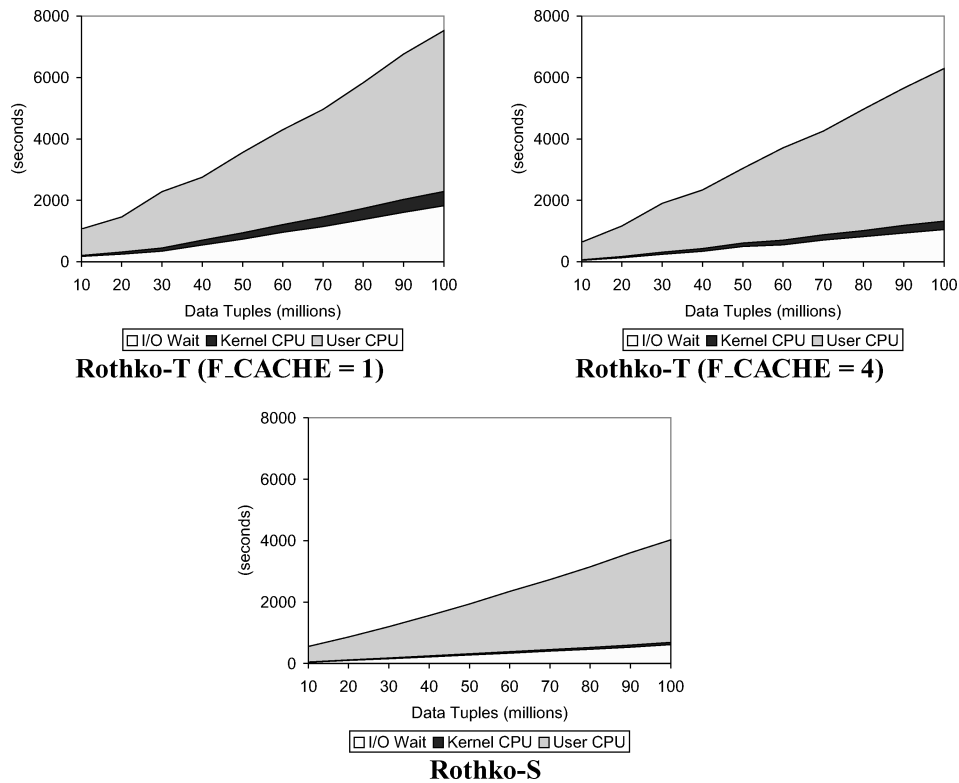 8000
6000
4000
2000
0
(seconds)
10 20 30 40 50 60 70 80 90 100
Data Tuples (millions)
I/O Wait Kernel CPU User CPU
Rothko-T (F_CACHE = 1)
8000
6000
4000
2000
0
(seconds)
10 20 30 40 50 60 70 80 90 100
Data Tuples (millions)
I/O Wait Kernel CPU User CPU
Rothko-T (F_CACHE = 4)
8000
6000
4000
2000
0
(seconds)
10 20 30 40 50 60 70 80 90 100
Data Tuples (millions)
I/O Wait Kernel CPU User CPU
Rothko-S